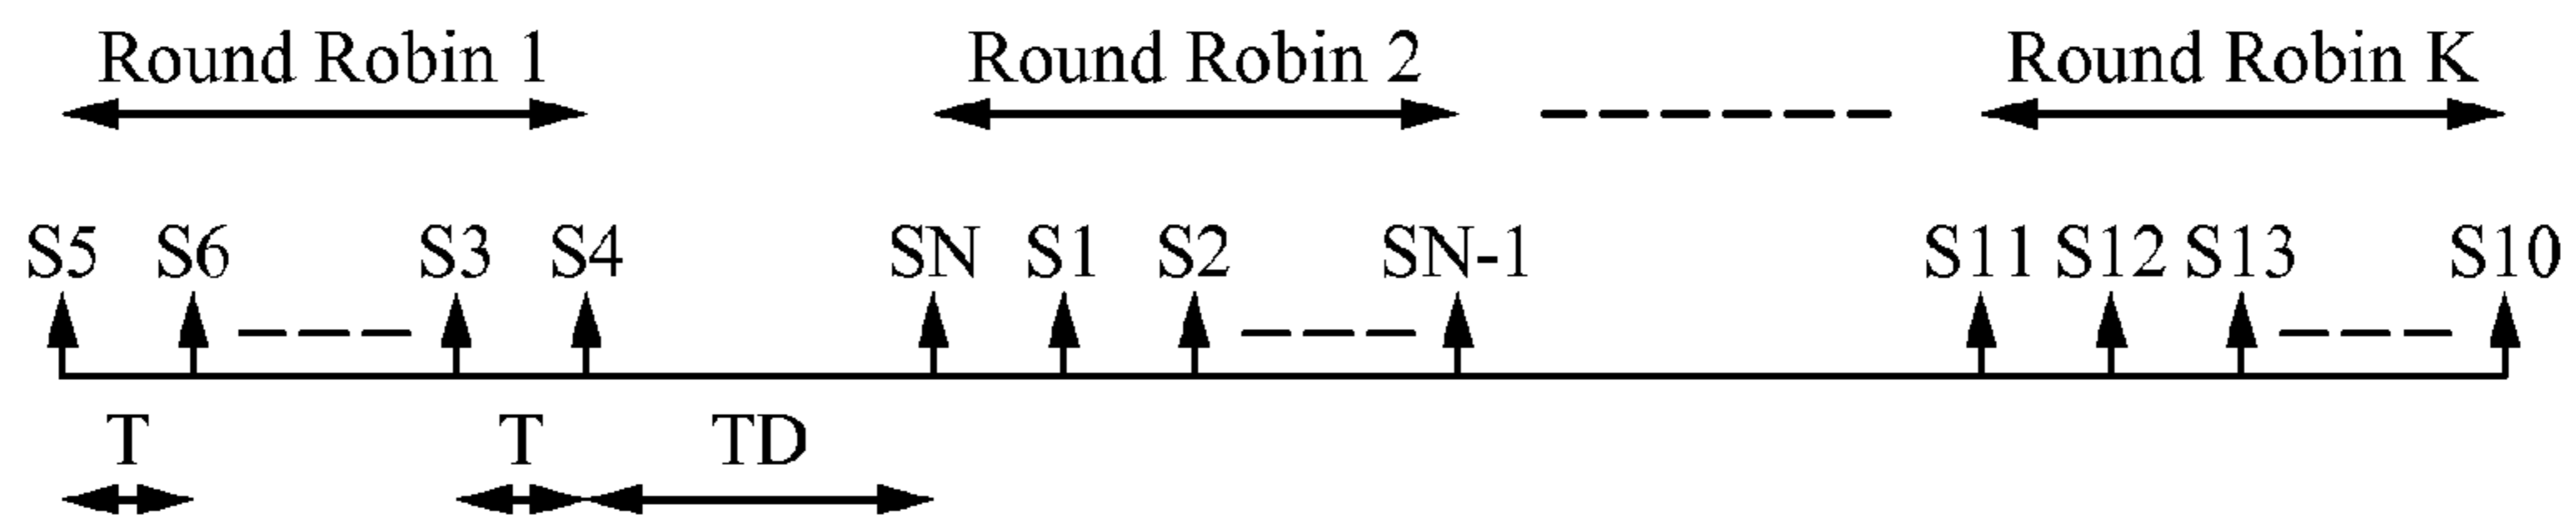 Round Robin 1 Round Robin 2 Round Robin K
S5 S6 S3 S4 SN S1 S2 SN-1 S11 S12 S13 S10
T T TD